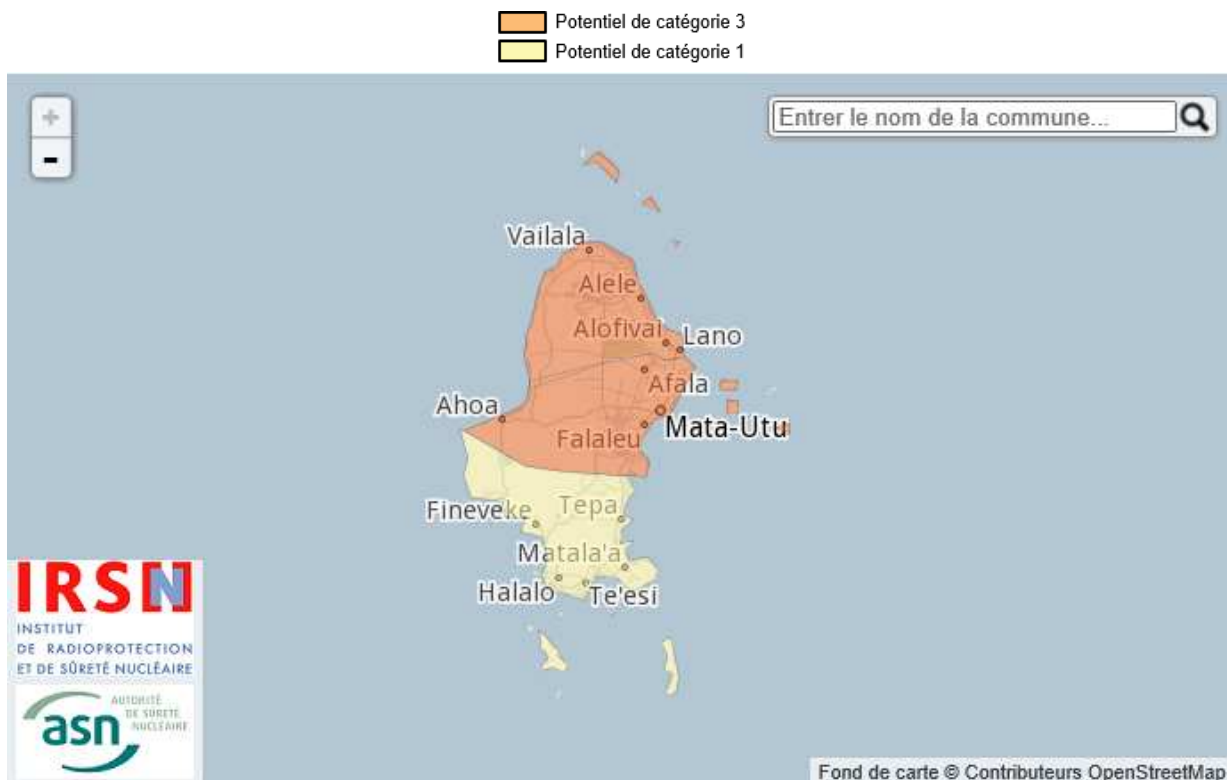 Potentiel de catégorie 3
Potentiel de catégorie 1
+
-
Entrer le nom de la commune...
Vailala
Alele
Alofivai
Lano
Afala
Ahoa
Mata-Utu
Falaleu
Fineveke
Tepa
Matala'a
Halalo
Te'esi
IRSN
INSTITUT
DE RADIOPROTECTION
ET DE SÛRETÉ NUCLÉAIRE
AUTORITÉ
DE SÛRETÉ
NUCLÉAIRE
asn
Fond de carte © Contributeurs OpenStreetMap